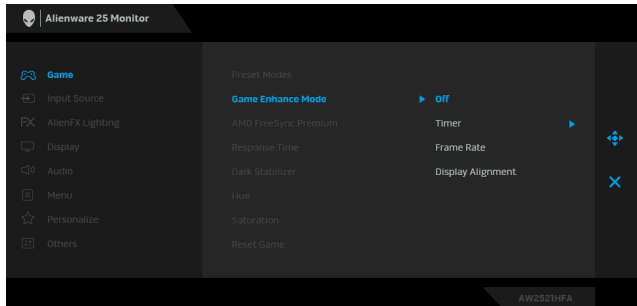 Alienware 25 Monitor
Game
Input Source
AlienFX Lighting
Display
Audio
Menu
Personalize
Others
Preset Modes
Game Enhance Mode
AMD FreeSync Premium
Response Time
Dark Stabilizer
Hue
Saturation
Reset Game
Off
Timer
Frame Rate
Display Alignment
AW2521HFA